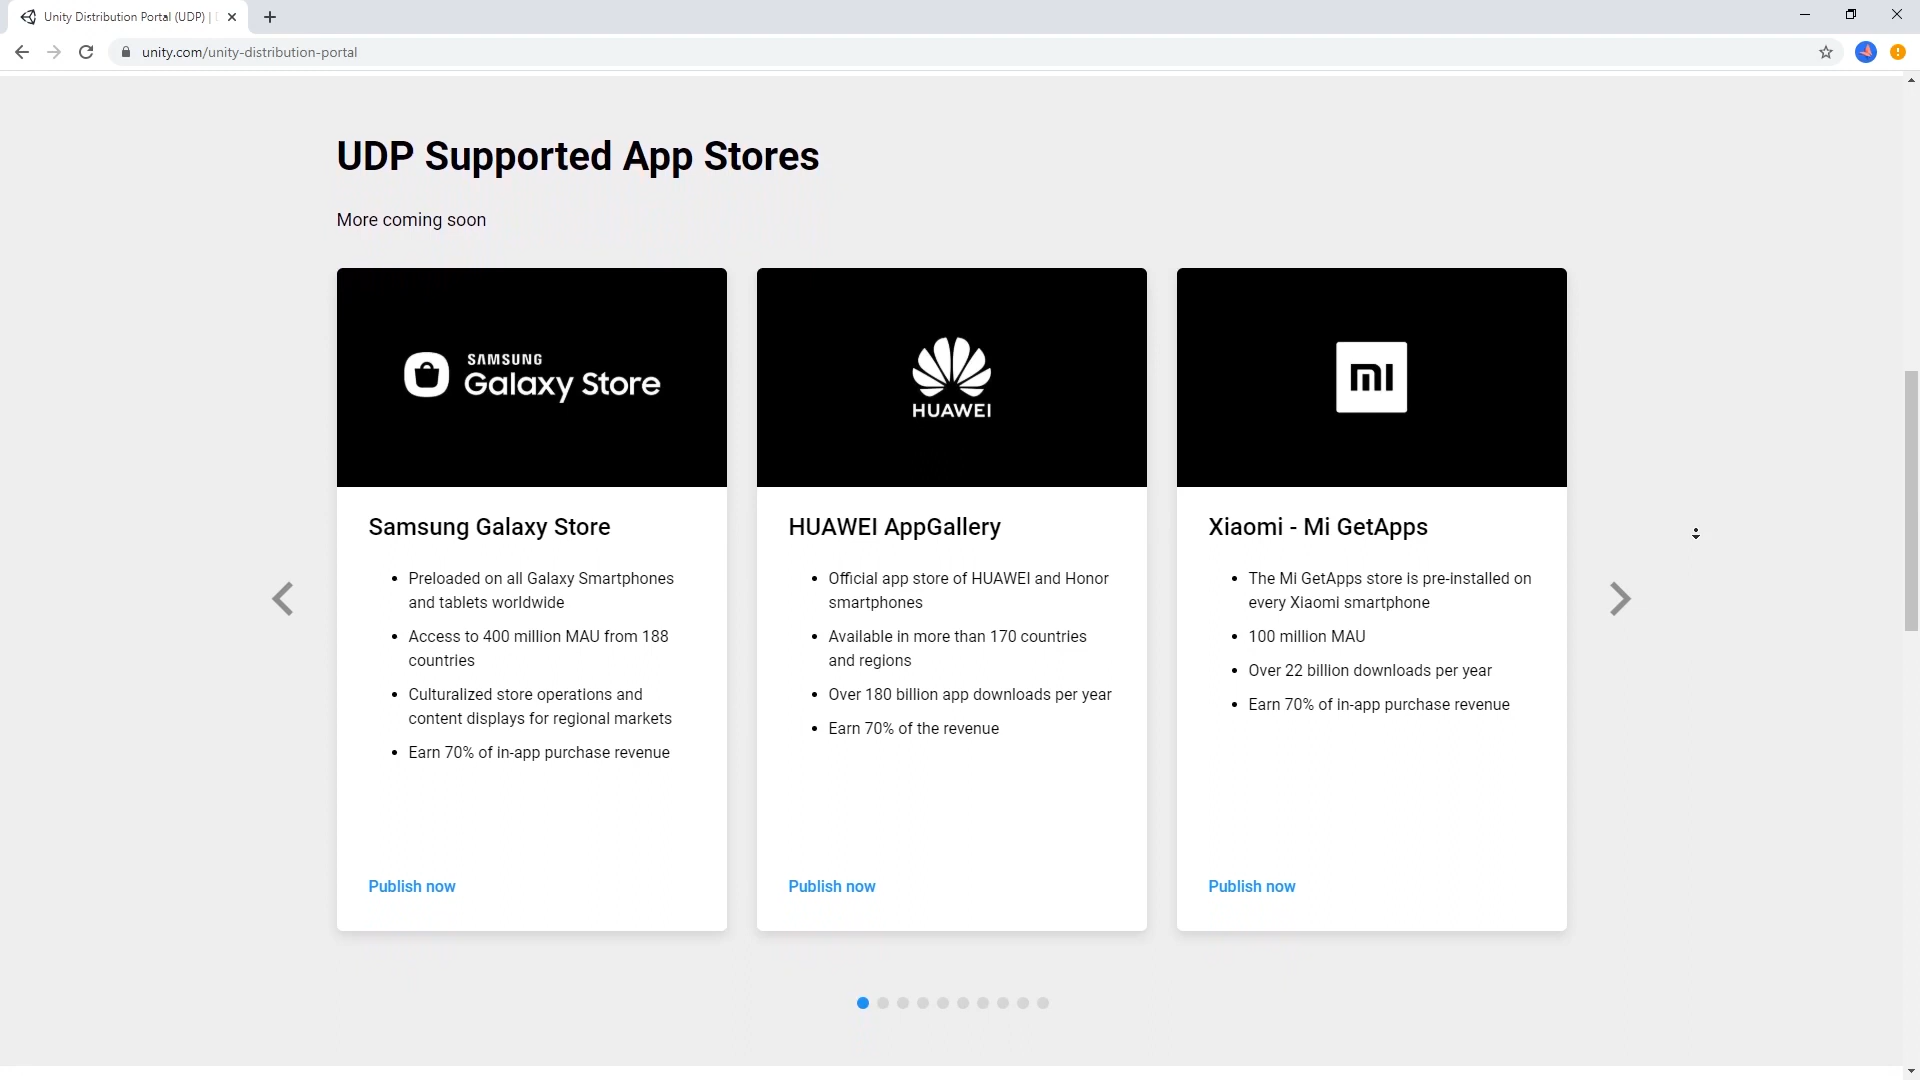 Unity Distribution Portal (UDP) |
unity.com/unity-distribution-portal
UDP Supported App Stores
More coming soon
SAMSUNG
Galaxy Store
HUAWEI
MI
Samsung Galaxy Store
Preloaded on all Galaxy Smartphones
and tablets worldwide
Access to 400 million MAU from 188
countries
Culturalized store operations and
content displays for regional markets
Earn 70% of in-app purchase revenue
Publish now
HUAWEI AppGallery
Official app store of HUAWEI and Honor
smartphones
Available in more than 170 countries
and regions
Over 180 billion app downloads per year
Earn 70% of the revenue
Publish now
Xiaomi - Mi GetApps
The Mi GetApps store is pre-installed on
every Xiaomi smartphone
100 million MAU
Over 22 billion downloads per year
Earn 70% of in-app purchase revenue
Publish now